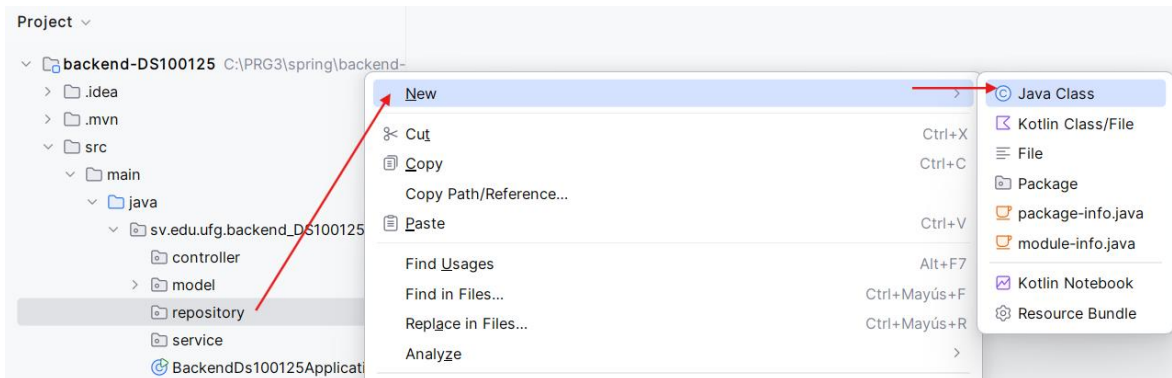 Project
backend-DS100125 C:\PRG3\spring\backend-
.idea
.mvn
src
main
java
sv.edu.ufg.backend_DS100125
controller
model
repository
service
BackendDs100125Applicati
New
Cut Ctrl+X
Copy Ctrl+C
Copy Path/Reference...
Paste Ctrl+V
Find Usages Alt+F7
Find in Files... Ctrl+Mayús+F
Replace in Files... Ctrl+Mayús+R
Analyze
Java Class
Kotlin Class/File
File
Package
package-info.java
module-info.java
Kotlin Notebook
Resource Bundle